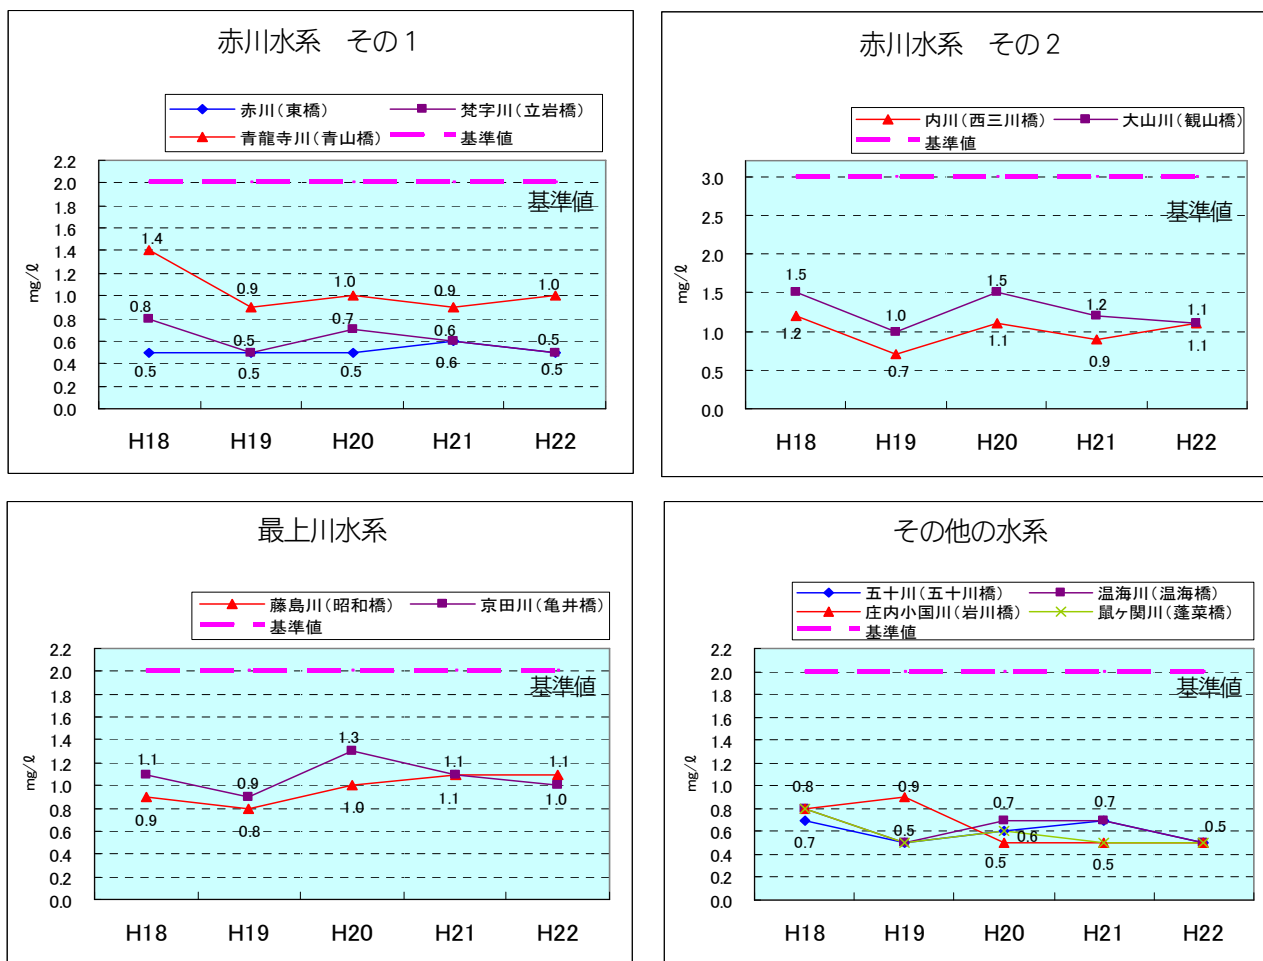 赤川水系　その１
赤川（東橋）
梵字川（立岩橋）
青龍寺川（青山橋）
基準値
2.2
2.0
1.8
1.6
1.4
1.2
1.0
0.8
0.6
0.4
0.2
0.0
mg/ℓ
基準値
1.4
0.9
1.0
0.9
1.0
0.8
0.5
0.7
0.6
0.5
0.5
0.5
0.5
0.6
0.5
H18
H19
H20
H21
H22
赤川水系　その２
内川（西三川橋）
大山川（観山橋）
基準値
3.0
2.5
2.0
1.5
1.0
0.5
0.0
mg/ℓ
基準値
1.5
1.0
1.5
1.2
1.1
1.2
0.7
1.1
0.9
1.1
H18
H19
H20
H21
H22
最上川水系
藤島川（昭和橋）
京田川（亀井橋）
基準値
2.2
2.0
1.8
1.6
1.4
1.2
1.0
0.8
0.6
0.4
0.2
0.0
mg/ℓ
基準値
1.1
0.9
1.3
1.1
1.1
0.9
0.8
1.0
1.1
1.0
H18
H19
H20
H21
H22
その他の水系
五十川（五十川橋）
温海川（温海橋）
庄内小国川（岩川橋）
鼠ヶ関川（蓬菜橋）
基準値
2.2
2.0
1.8
1.6
1.4
1.2
1.0
0.8
0.6
0.4
0.2
0.0
mg/ℓ
基準値
0.8
0.9
0.7
0.7
0.5
0.7
0.5
0.6
0.5
0.5
H18
H19
H20
H21
H22